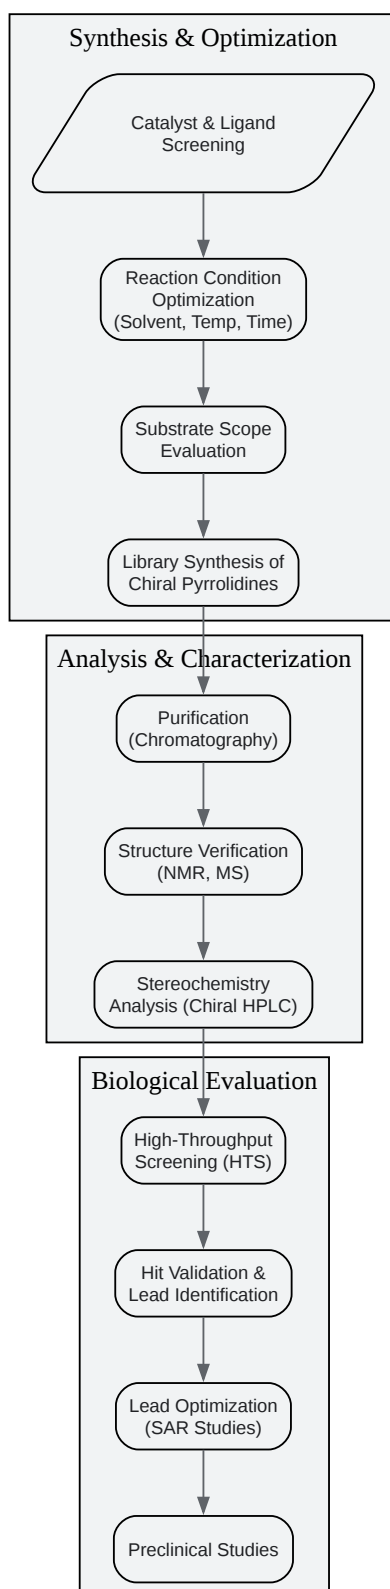 Synthesis & Optimization
Catalyst & Ligand
Screening
Reaction Condition
Optimization
(Solvent, Temp, Time)
Substrate Scope
Evaluation
Library Synthesis of
Chiral Pyrrolidines
Analysis & Characterization
Purification
(Chromatography)
Structure Verification
(NMR, MS)
Stereochemistry
Analysis (Chiral HPLC)
Biological Evaluation
High-Throughput
Screening (HTS)
Hit Validation &
Lead Identification
Lead Optimization
(SAR Studies)
Preclinical Studies